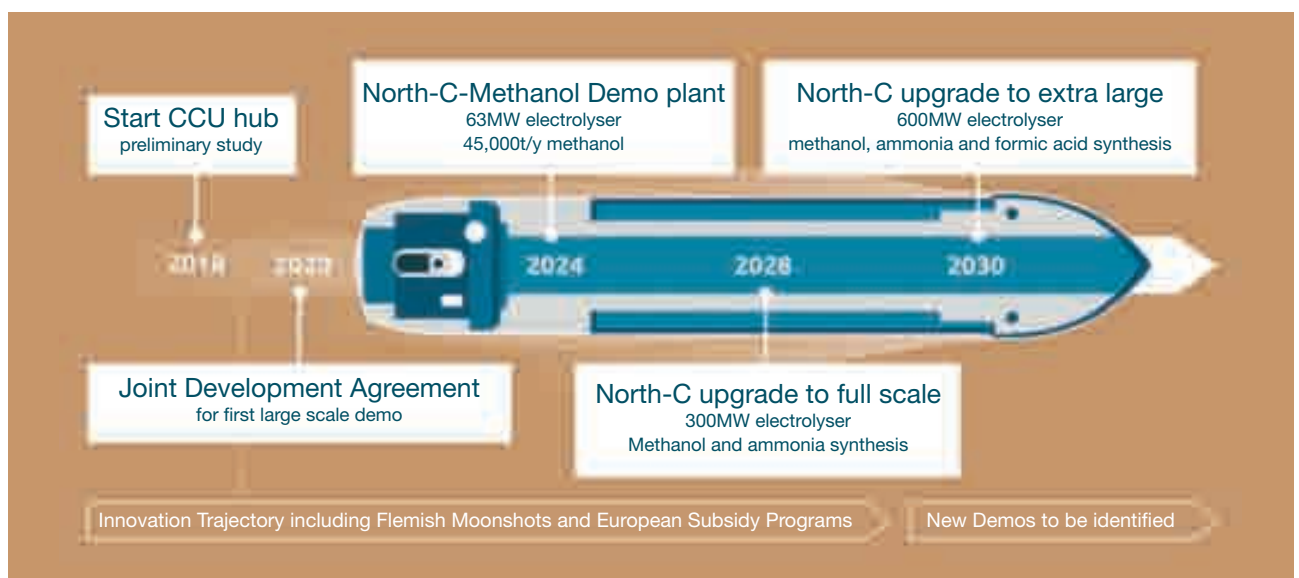 Start CCU hub
preliminary study
North-C-Methanol Demo plant
63MW electrolyser
45,000t/y methanol
North-C upgrade to extra large
600MW electrolyser
methanol, ammonia and formic acid synthesis
2018
2024
2028
2030
Joint Development Agreement
for first large scale demo
North-C upgrade to full scale
300MW electrolyser
Methanol and ammonia synthesis
Innovation Trajectory including Flemish Moonshots and European Subsidy Programs
New Demos to be identified